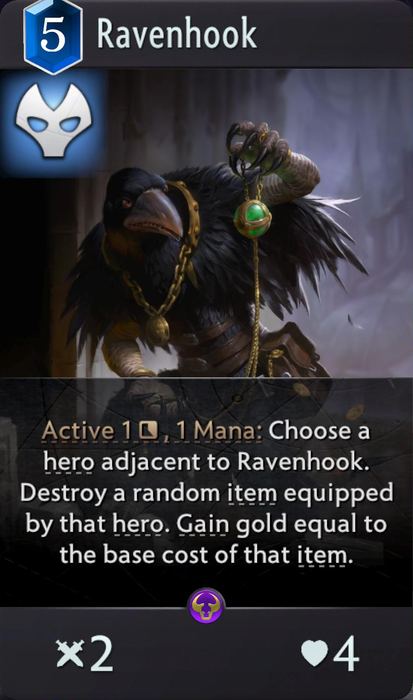 5 Ravenhook
Active 1 , 1 Mana: Choose a
hero adjacent to Ravenhook.
Destroy a random item equipped
by that hero. Gain gold equal to
the base cost of that item.
2 4